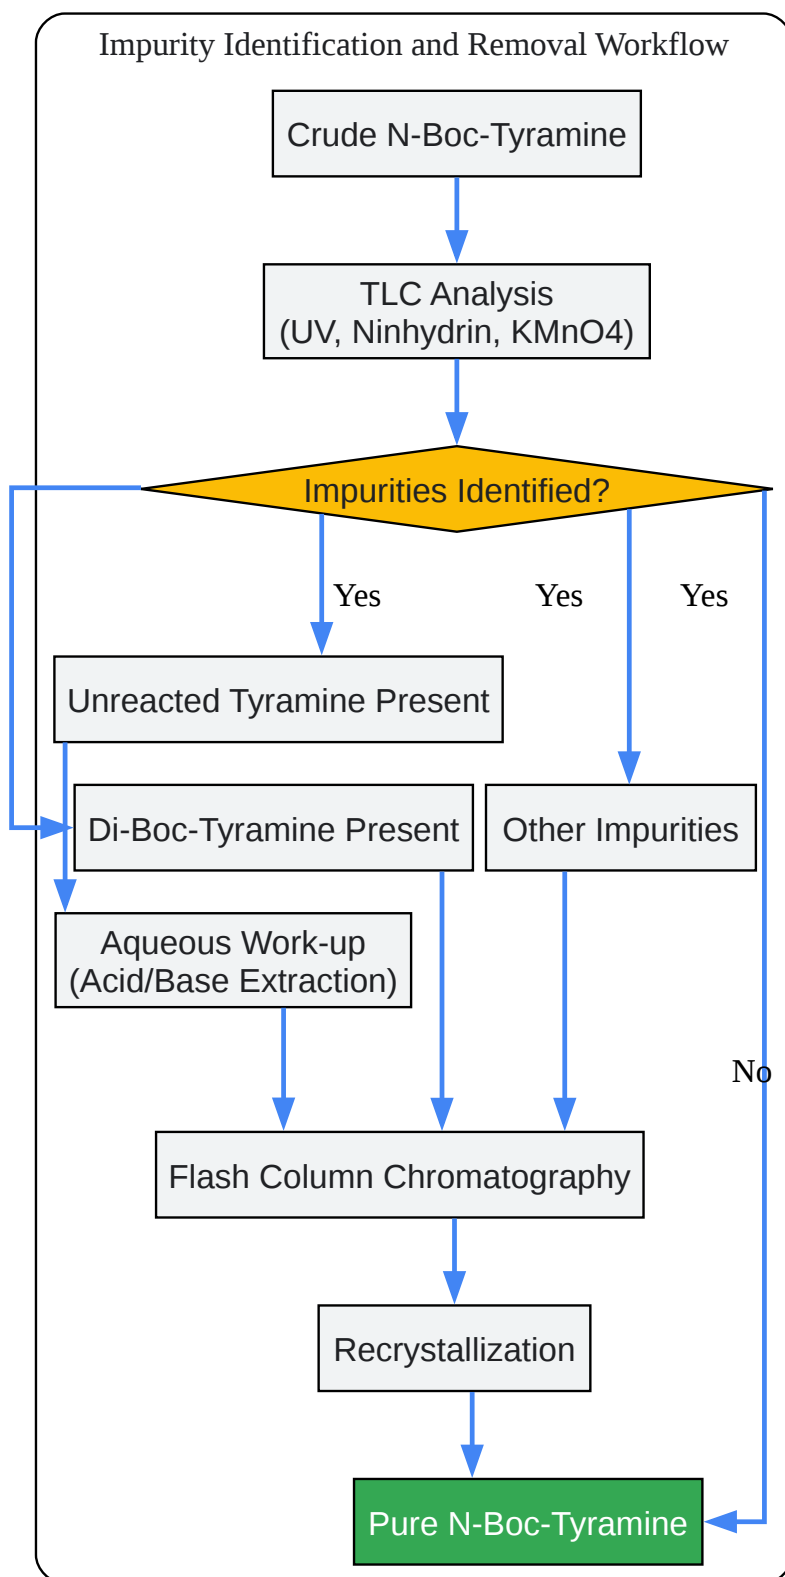 Impurity Identification and Removal Workflow
Crude N-Boc-Tyramine
TLC Analysis
(UV, Ninhydrin, KMnO4)
Impurities Identified?
Yes
Yes
Yes
Unreacted Tyramine Present
Di-Boc-Tyramine Present
Other Impurities
Aqueous Work-up
(Acid/Base Extraction)
No
Flash Column Chromatography
Recrystallization
Pure N-Boc-Tyramine